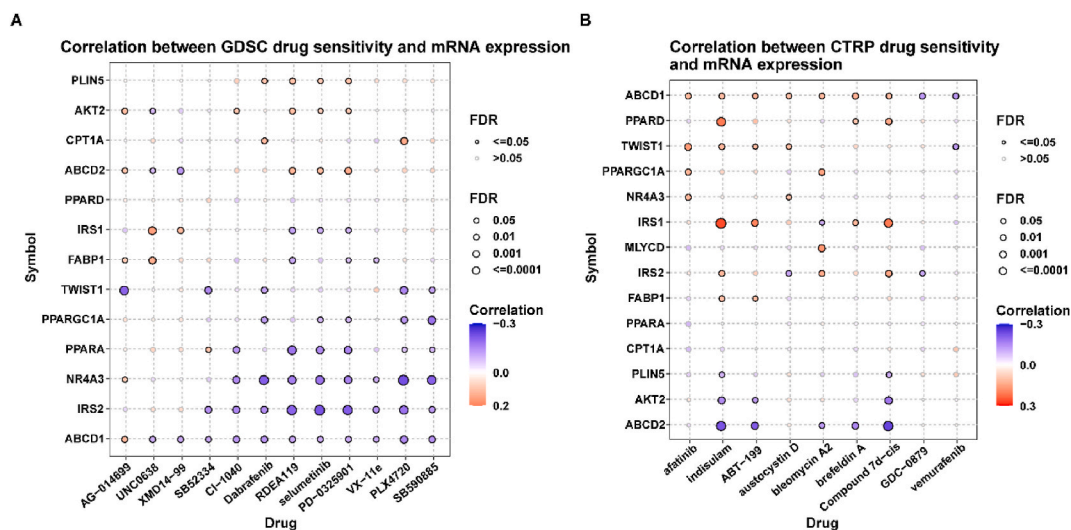 A
Correlation between GDSC drug sensitivity and mRNA expression
Symbol
PLIN5
AKT2
CPT1A
ABCD2
PPARD
IRS1
FABP1
TWIST1
PPARGC1A
PPARA
NR4A3
IRS2
ABCD1
AG-014699
UNC0638
XMD14-99
SB52334
CI-1040
Dabrafenib
RDEA119
selumetinib
PD-0325901
VX-11e
PLX4720
SB590885
Drug
FDR
<=0.05
>0.05
FDR
0.05
0.01
0.001
<=0.0001
Correlation
-0.3
0.0
0.2
B
Correlation between CTRP drug sensitivity
and mRNA expression
Symbol
ABCD1
PPARD
TWIST1
PPARGC1A
NR4A3
IRS1
MLYCD
IRS2
FABP1
PPARA
CPT1A
PLIN5
AKT2
ABCD2
afatinib
indisulam
ABT-199
austocystin D
bleomycin A2
brefeldin A
Compound 7d-cis
GDC-0879
vemurafenib
Drug
FDR
<=0.05
>0.05
FDR
0.05
0.01
0.001
<=0.0001
Correlation
-0.3
0.0
0.3